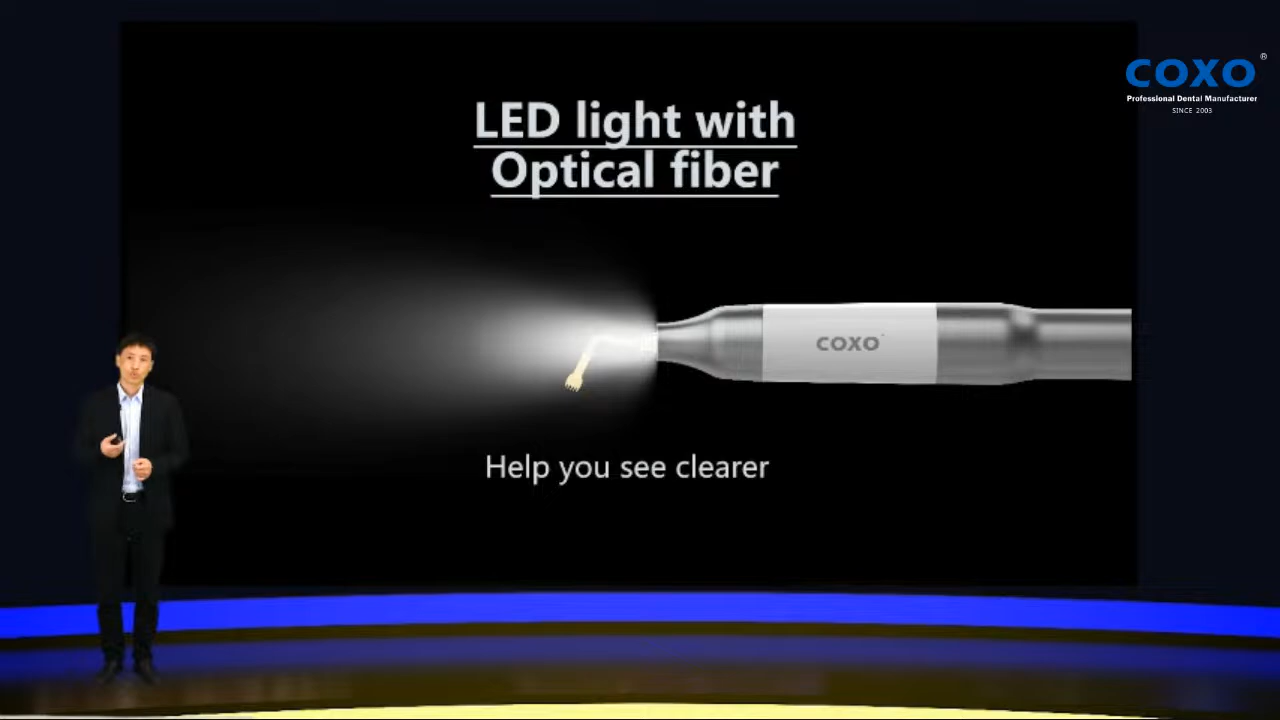 COXO®
Professional Dental Manufacturer
SINCE 2003
LED light with
Optical fiber
COXO
Help you see clearer